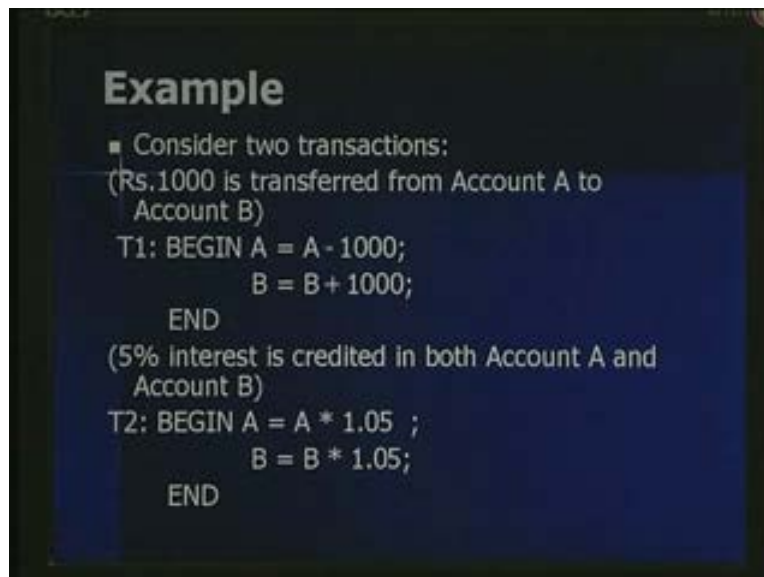 Example
▪ Consider two transactions:
(Rs.1000 is transferred from Account A to
Account B)
T1: BEGIN A = A - 1000;
B = B + 1000;
END
(5% interest is credited in both Account A and
Account B)
T2: BEGIN A = A * 1.05 ;
B = B * 1.05;
END